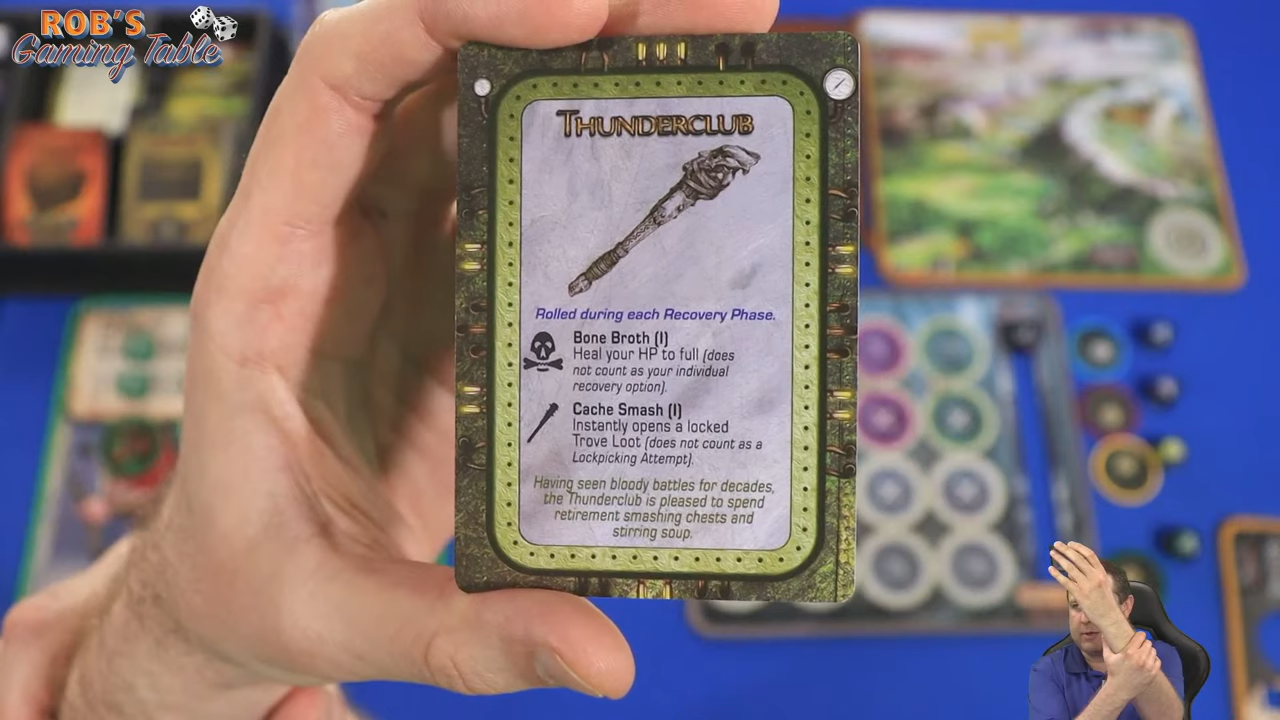 ROB'S
Gaming Table
THUNDERCLUB
Rolled during each Recovery Phase.
Bone Broth (1)
Heal your HP to full (does
not count as your individual
recovery option).
Cache Smash (1)
Instantly opens a locked
Trove Loot (does not count as a
Lockpicking Attempt).
Having seen bloody battles for decades,
the Thunderclub is pleased to spend
retirement smashing chests and
stirring soup.